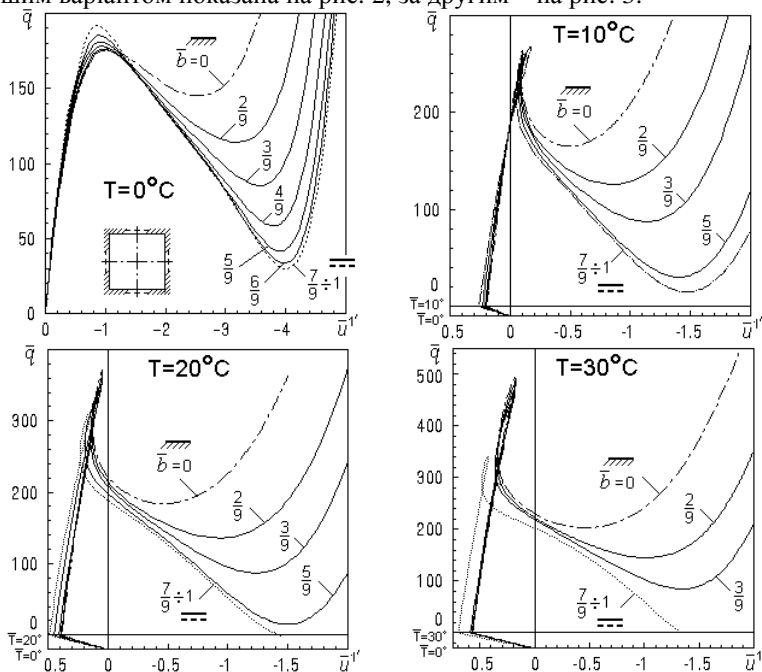 шим варіантом показана на рис. 2, за другим – на рис. 3.
q̅
T=0°C
b̅=0
2/9
3/9
4/9
5/9
6/9
7/9÷1
150
100
50
0
0 -1 -2 -3 -4 u̅¹'
q̅
T=10°C
b̅=0
2/9
3/9
5/9
7/9÷1
200
100
0
T̅=10°
T̅=0°
0.5 0 -0.5 -1 -1.5 u̅¹'
q̅
T=20°C
b̅=0
2/9
3/9
5/9
7/9÷1
300
200
100
0
T̅=20°
T̅=0°
0.5 0 -0.5 -1 -1.5 u̅¹'
q̅
T=30°C
b̅=0
2/9
3/9
7/9÷1
500
400
300
200
100
0
T̅=30°
T̅=0°
0.5 0 -0.5 -1 -1.5 u̅¹'